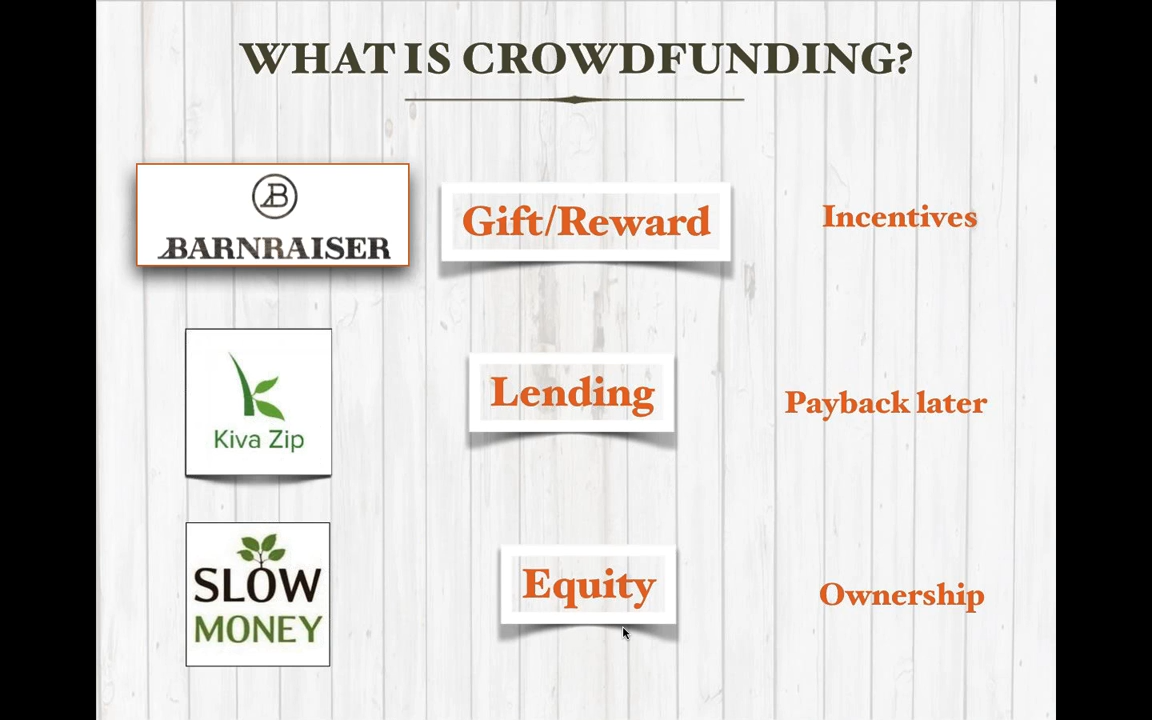 WHAT IS CROWDFUNDING?
B
BARNRAISER
Gift/Reward
Incentives
Kiva Zip
Lending
Payback later
SLOW
MONEY
Equity
Ownership